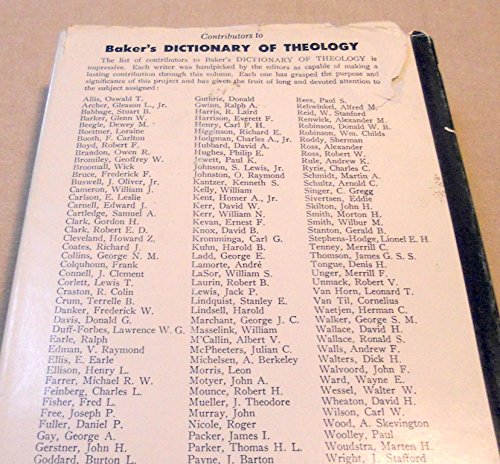 Contributors to
Baker's DICTIONARY OF THEOLOGY
The list of contributors to Baker's DICTIONARY OF THEOLOGY is
impressive. Each writer was handpicked by the editors as capable of making a
lasting contribution through this volume. Each one has grasped the purpose and
significance of this project and has given the fruit of long and devoted attention to
the subject assigned:
Allis, Oswald T.
Archer, Gleason L., Jr.
Babbage, Stuart B.
Barker, Glenn W.
Beegle, Dewey M.
Boettner, Loraine
Booth, F. Carlton
Boyd, Robert F.
Brandon, Owen R.
Bromiley, Geoffrey W.
Broomall, Wick
Bruce, Frederick F.
Buswell, J. Oliver, Jr.
Cameron, William J.
Carlson, E. Leslie
Carnell, Edward J.
Cartledge, Samuel A.
Clark, Gordon H.
Clark, Robert E. D.
Cleveland, Howard Z.
Coates, Richard J.
Collins, George N. M.
Colquhoun, Frank
Connell, J. Clement
Corlett, Lewis T.
Craston, R. Colin
Crum, Terrelle B.
Danker, Frederick W.
Davis, Donald G.
Duff-Forbes, Lawrence W. G.
Earle, Ralph
Edman, V. Raymond
Ellis, E. Earle
Ellison, Henry L.
Farrer, Michael R. W.
Feinberg, Charles L.
Fisher, Fred L.
Free, Joseph P.
Fuller, Daniel P.
Gay, George A.
Gerstner, John H.
Goddard, Burton L.
Guthrie, Donald
Gwinn, Ralph A.
Harris, R. Laird
Harrison, Everett F.
Henry, Carl F. H.
Higginson, Richard E.
Hodgman, Charles A., Jr.
Hubbard, David A.
Hughes, Philip E.
Jewett, Paul K.
Johnson, S. Lewis, Jr.
Johnston, O. Raymond
Kantzer, Kenneth S.
Kelly, William
Kent, Homer A., Jr.
Kerr, David W.
Kerr, William N.
Kevan, Ernest F.
Knox, David B.
Kromminga, Carl G.
Kuhn, Harold B.
Ladd, George E.
Lamorte, André
LaSor, William S.
Laurin, Robert B.
Lewis, Jack P.
Lindquist, Stanley E.
Lindsell, Harold
Marchant, George J. C.
Masselink, William
M'Callin, Albert V.
McPheeters, Julian C.
Michelsen, A. Berkeley
Morris, Leon
Motyer, John A.
Mounce, Robert H.
Mueller, J. Theodore
Murray, John
Nicole, Roger
Packer, James I.
Parker, Thomas H. L.
Payne, J. Barton
Rees, Paul S.
Rehwinkel, Alfred M.
Reid, W. Stanford
Renwick, Alexander M.
Robinson, Donald W. B.
Robinson, Wm. Childs
Roddy, Sherman
Ross, Alexander
Ross, Robert W.
Rule, Andrew K.
Ryrie, Charles C.
Schmidt, Martin A.
Schultz, Arnold C.
Singer, C. Gregg
Sivertsen, Eddie
Skilton, John H.
Smith, Morton H.
Smith, Wilbur M.
Stanton, Gerald B.
Stephens-Hodge, Lionel E. H.
Tenney, Merrill C.
Thomson, James G. S. S.
Tongue, Denis H.
Unger, Merrill F.
Unmack, Robert V.
Van Horn, Leonard T.
Van Til, Cornelius
Waetjen, Herman C.
Walker, George S. M.
Wallace, David H.
Wallace, Ronald S.
Walls, Andrew F.
Walters, Dick H.
Walvoord, John F.
Ward, Wayne E.
Wessel, Walter W.
Wheaton, David H.
Wilson, Carl W.
Wood, A. Skevington
Woolley, Paul
Woudstra, Marten H.
Wright, J. Stafford